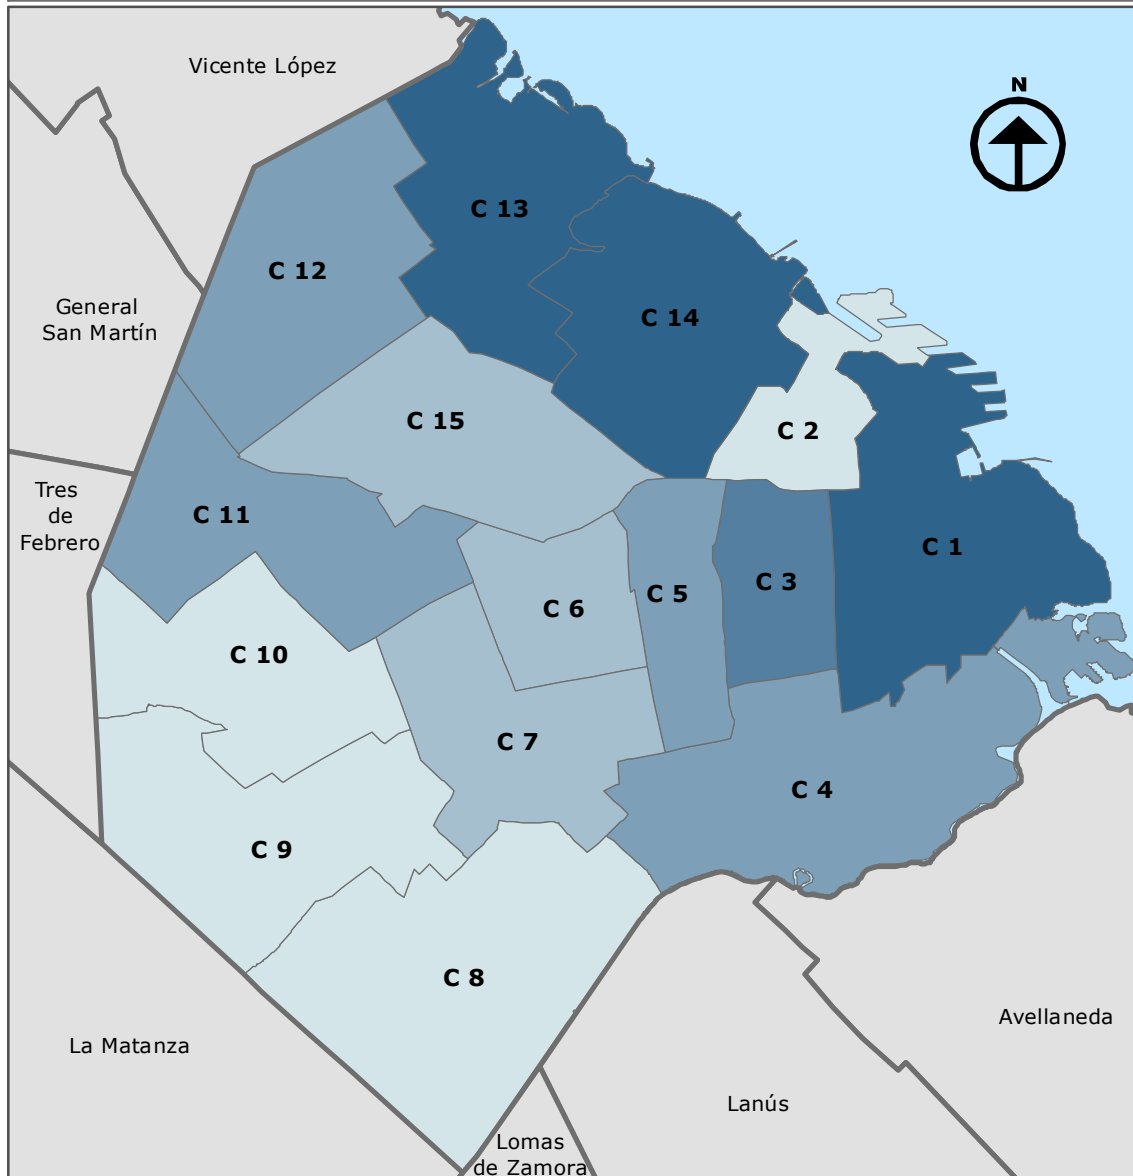 Vicente López
N
C 13
C 12
General
San Martín
C 14
C 15
C 2
Tres
de
Febrero
C 11
C 1
C 3
C 5
C 6
C 10
C 7
C 4
C 9
C 8
Avellaneda
La Matanza
Lanús
Lomas
de Zamora